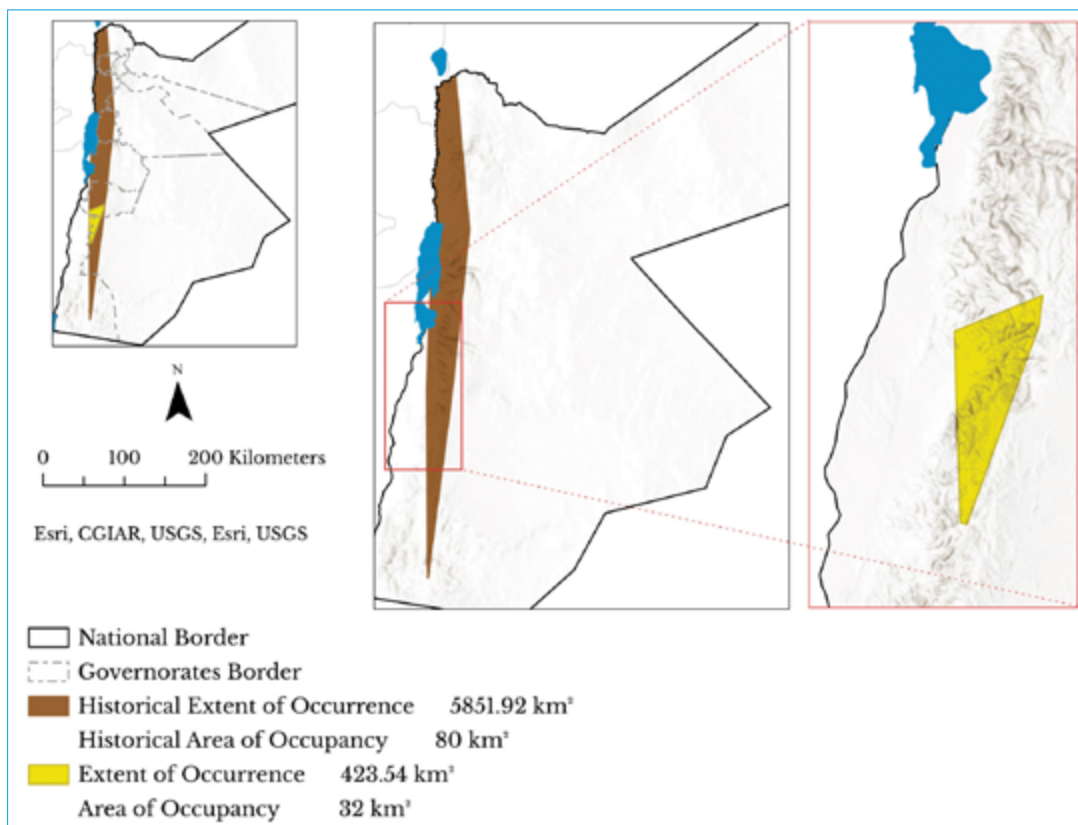 N
0 100 200 Kilometers
Esri, CGIAR, USGS, Esri, USGS
National Border
Governorates Border
Historical Extent of Occurrence 5851.92 km²
Historical Area of Occupancy 80 km²
Extent of Occurrence 423.54 km²
Area of Occupancy 32 km²